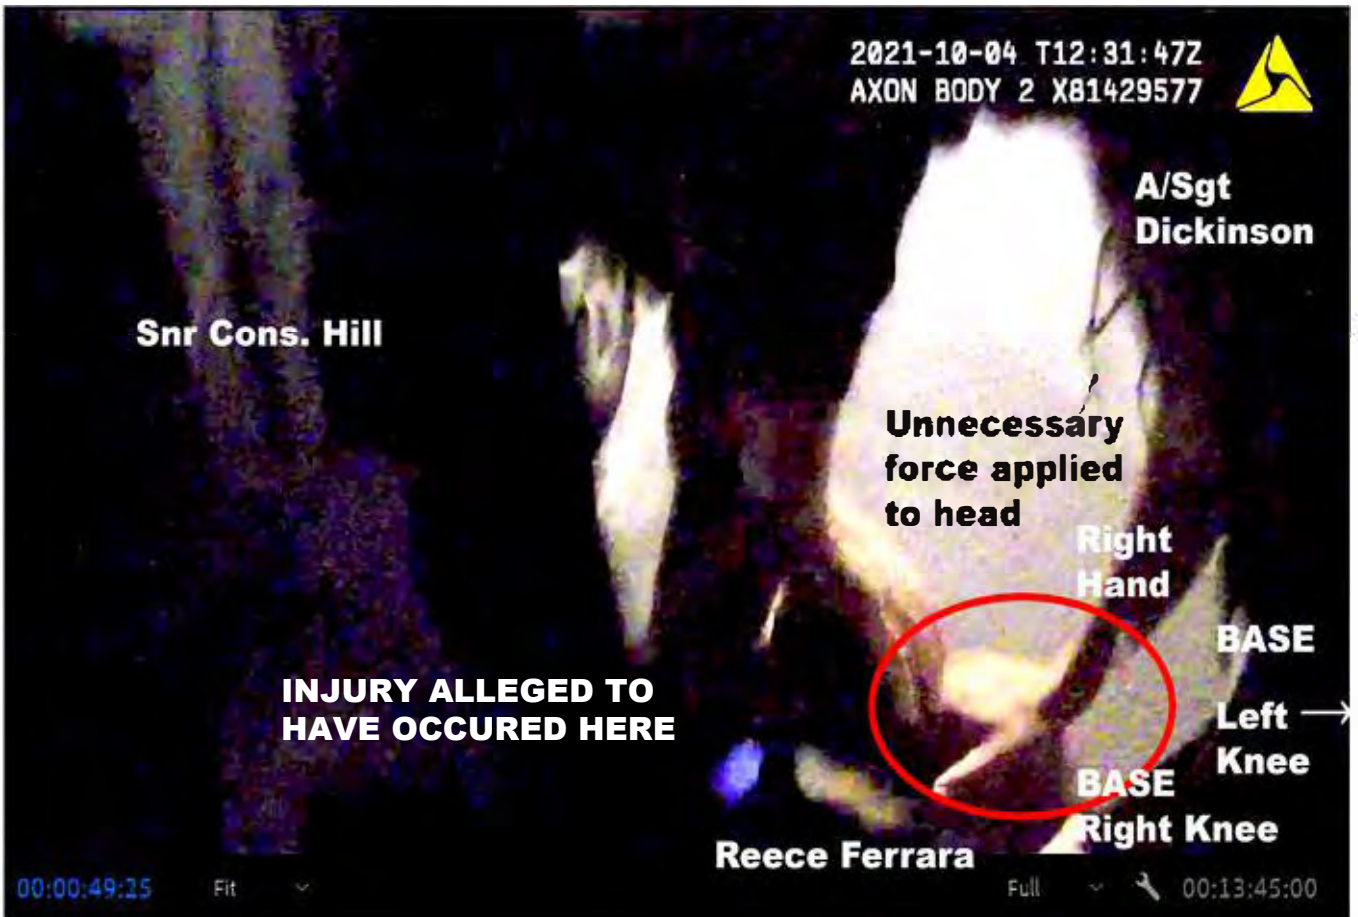 2021-10-04 T12:31:47Z
AXON BODY 2 X81429577
A/Sgt
Dickinson
Snr Cons. Hill
Unnecessary
force applied
to head
Right
Hand
BASE
Left
Knee
INJURY ALLEGED TO
HAVE OCCURED HERE
BASE
Right Knee
Reece Ferrara
00:00:49:25
Fit
Full
00:13:45:00